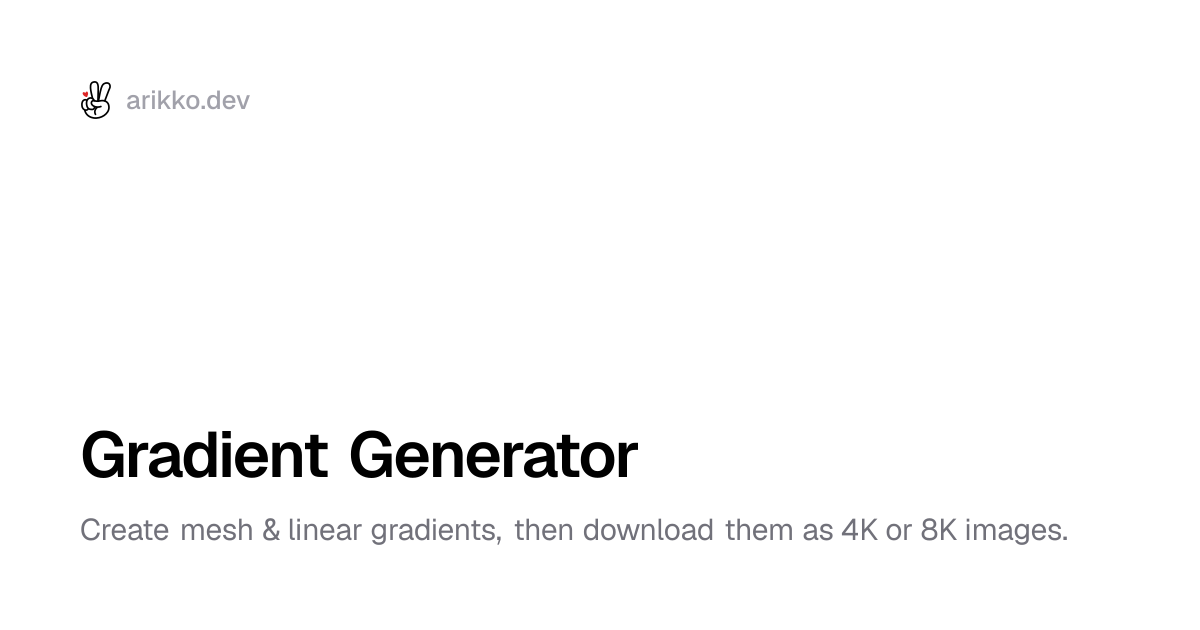 arikko.dev
Gradient Generator
Create mesh & linear gradients, then download them as 4K or 8K images.